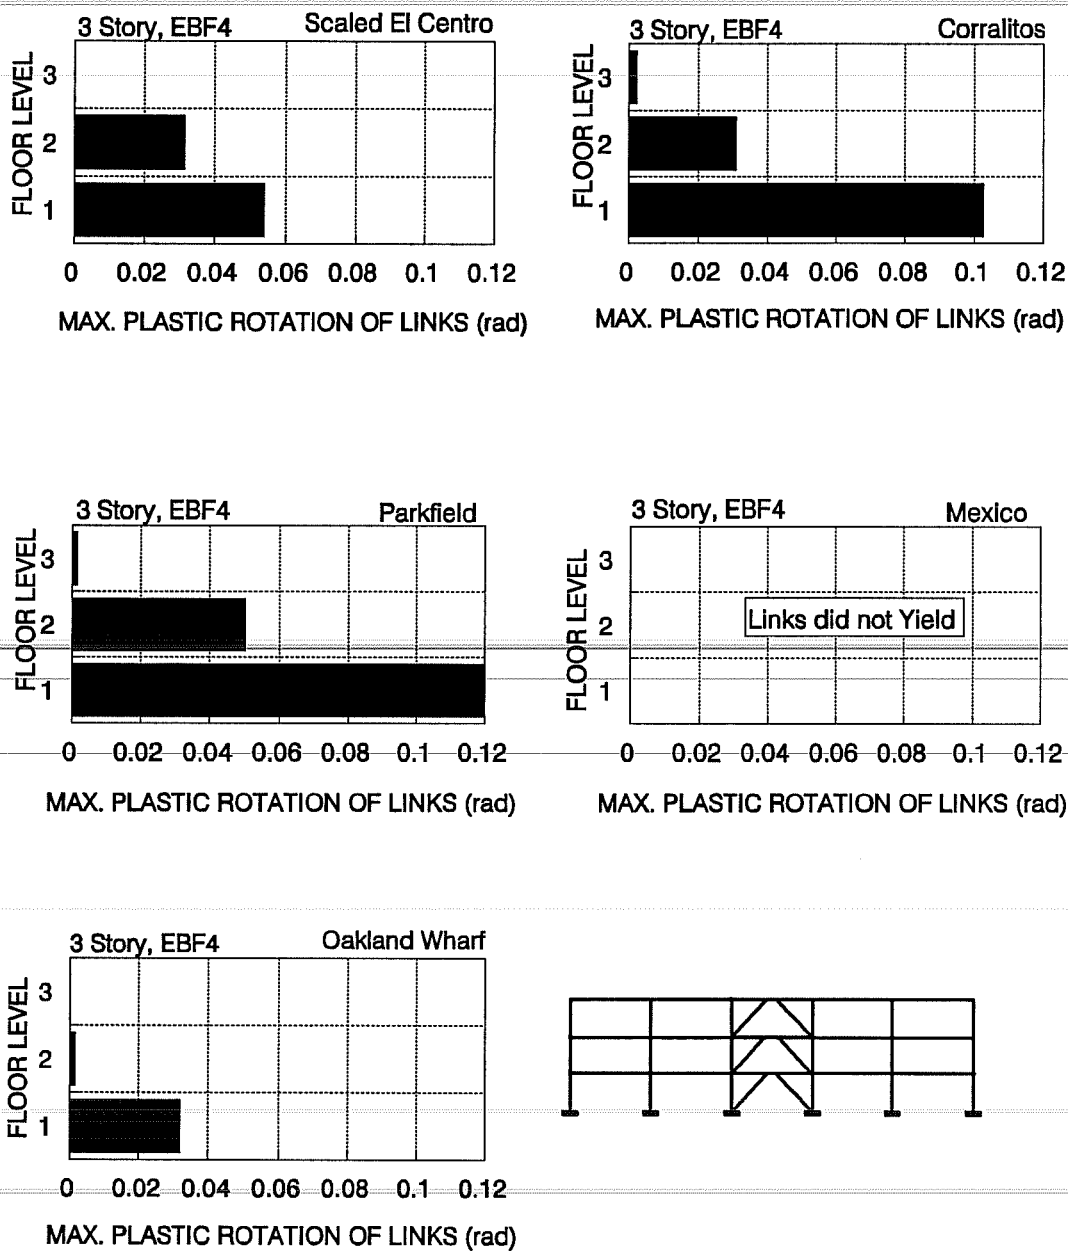 3 Story, EBF4 Scaled El Centro
FLOOR LEVEL
3
2
1
0 0.02 0.04 0.06 0.08 0.1 0.12
MAX. PLASTIC ROTATION OF LINKS (rad)
3 Story, EBF4 Corralitos
FLOOR LEVEL
3
2
1
0 0.02 0.04 0.06 0.08 0.1 0.12
MAX. PLASTIC ROTATION OF LINKS (rad)
3 Story, EBF4 Parkfield
FLOOR LEVEL
3
2
1
0 0.02 0.04 0.06 0.08 0.1 0.12
MAX. PLASTIC ROTATION OF LINKS (rad)
3 Story, EBF4 Mexico
FLOOR LEVEL
3
Links did not Yield
2
1
0 0.02 0.04 0.06 0.08 0.1 0.12
MAX. PLASTIC ROTATION OF LINKS (rad)
3 Story, EBF4 Oakland Wharf
FLOOR LEVEL
3
2
1
0 0.02 0.04 0.06 0.08 0.1 0.12
MAX. PLASTIC ROTATION OF LINKS (rad)